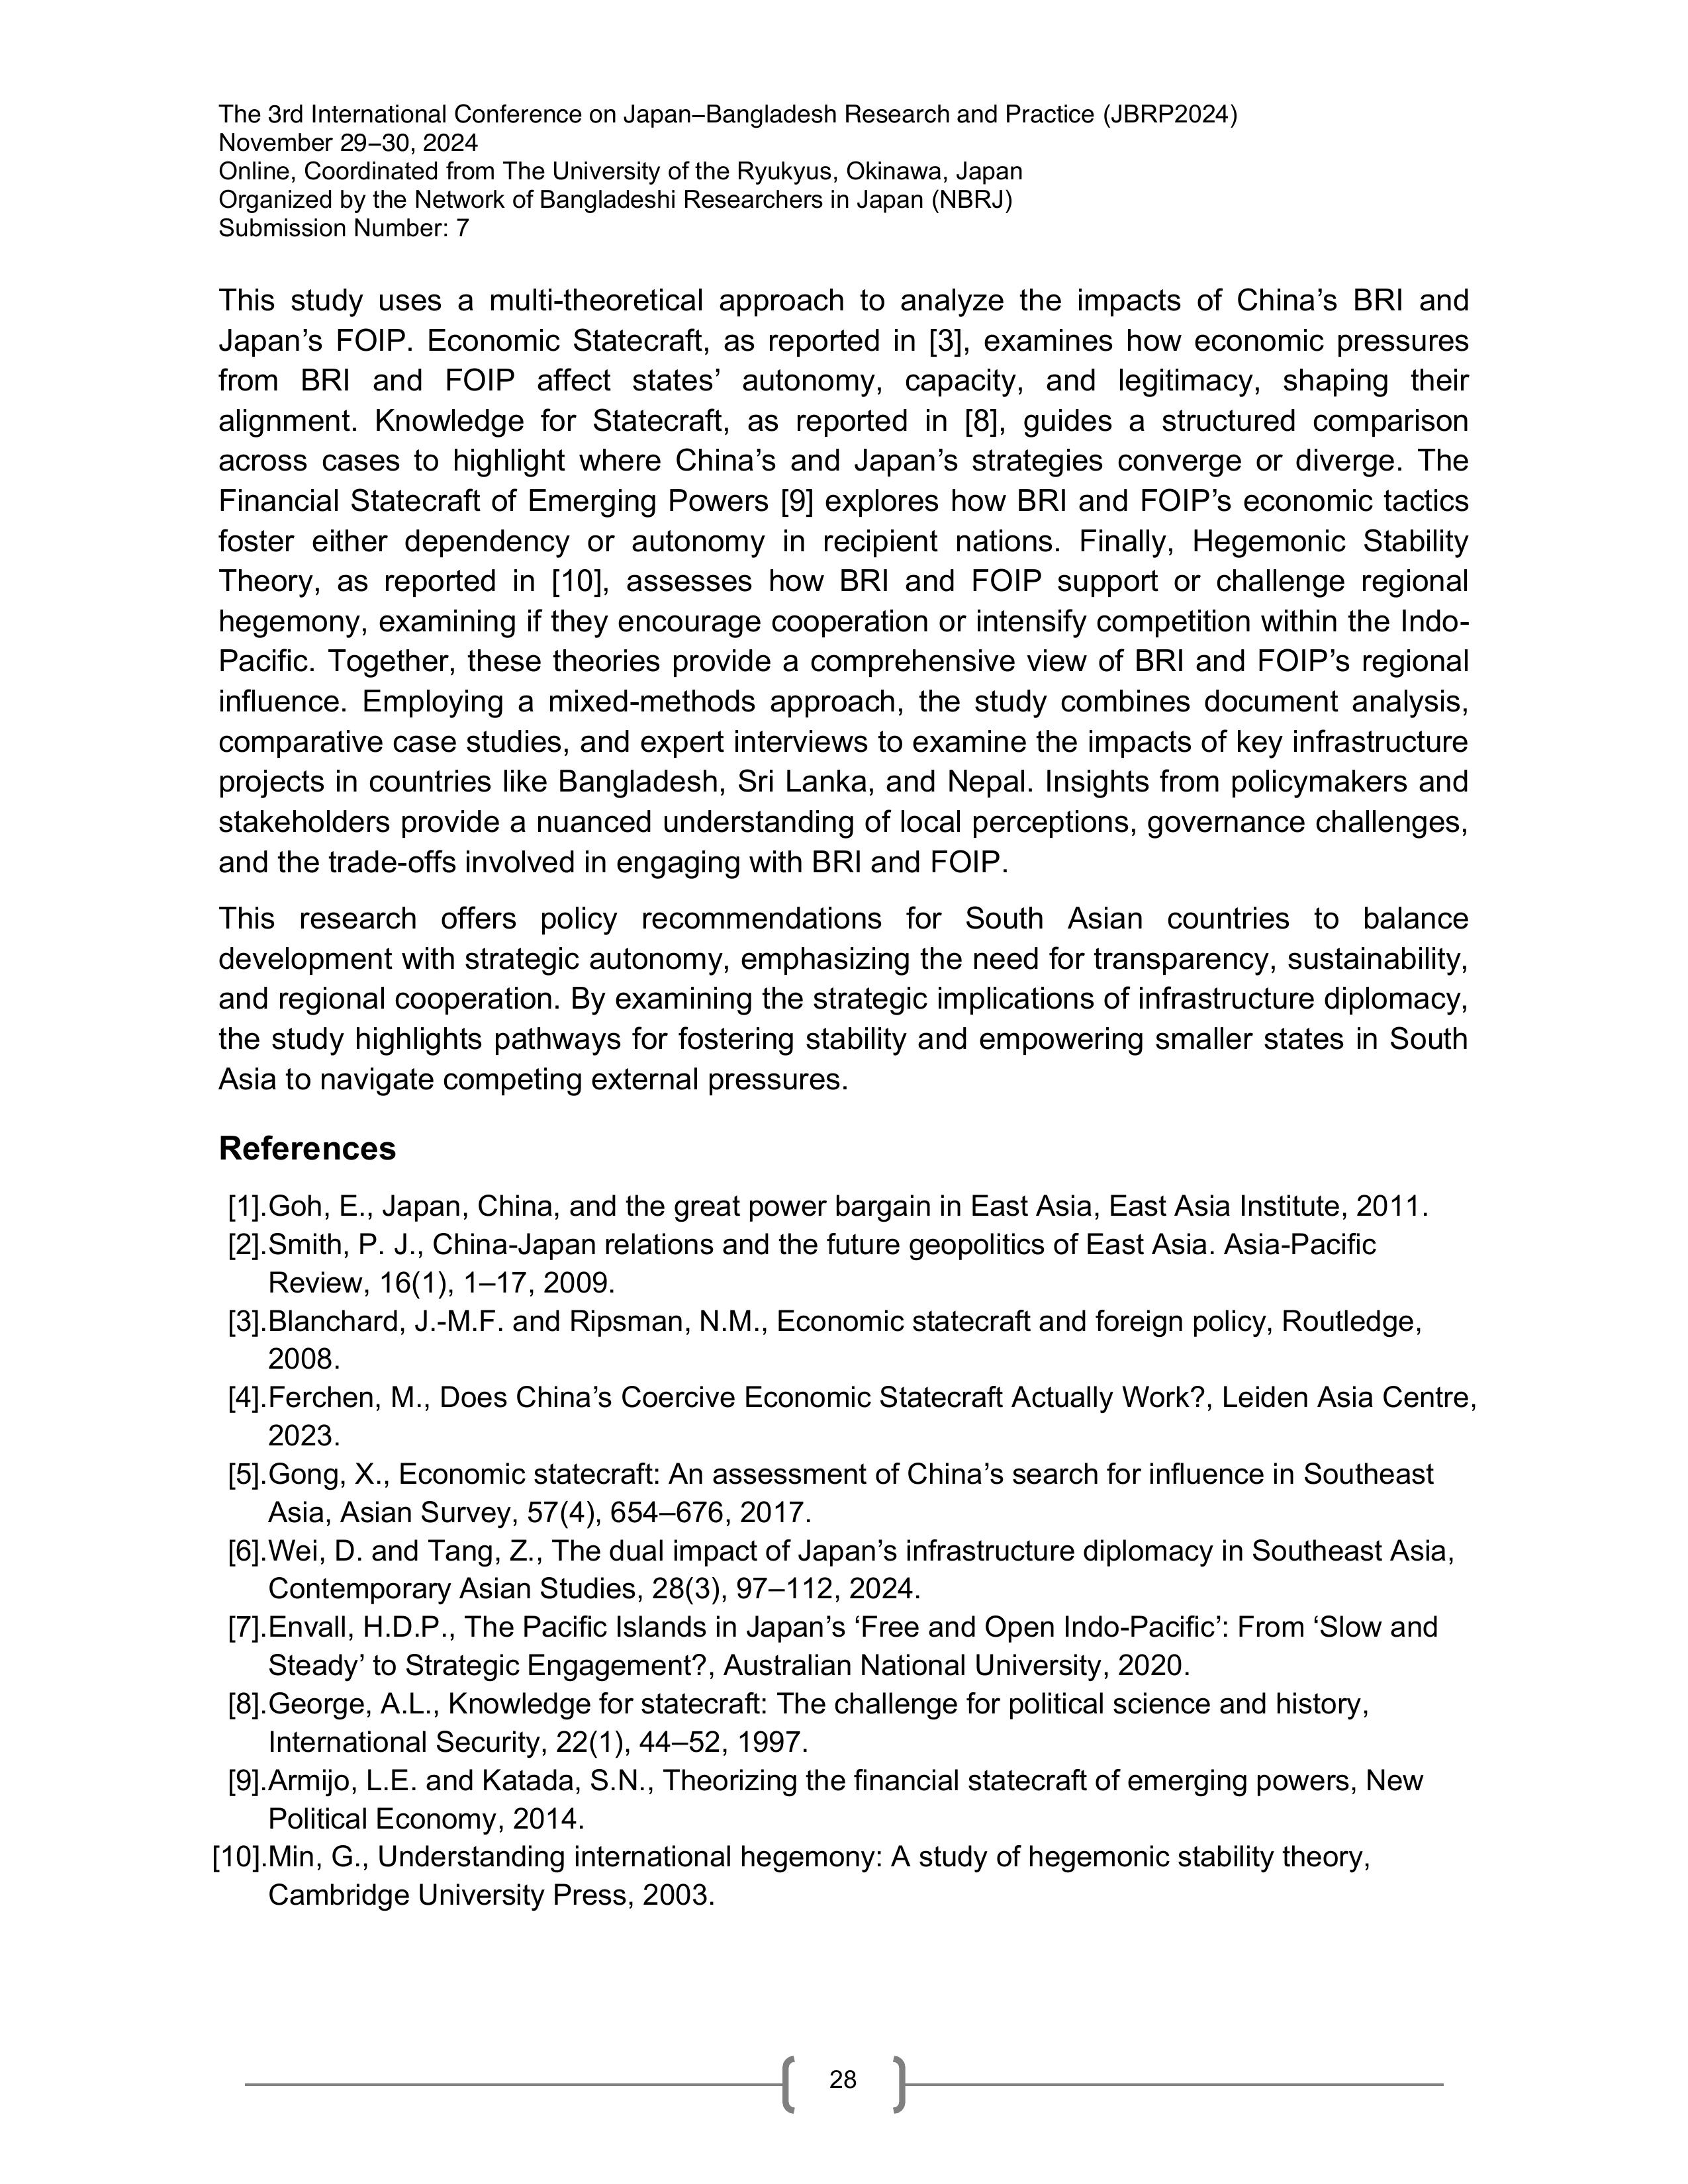 The 3rd International Conference on Japan–Bangladesh Research and Practice (JBRP2024)
November 29–30, 2024
Online, Coordinated from The University of the Ryukyus, Okinawa, Japan
Organized by the Network of Bangladeshi Researchers in Japan (NBRJ)
Submission Number: 7
This study uses a multi-theoretical approach to analyze the impacts of China’s BRI and
Japan’s FOIP. Economic Statecraft, as reported in [3], examines how economic pressures
from BRI and FOIP affect states’ autonomy, capacity, and legitimacy, shaping their
alignment. Knowledge for Statecraft, as reported in [8], guides a structured comparison
across cases to highlight where China’s and Japan’s strategies converge or diverge. The
Financial Statecraft of Emerging Powers [9] explores how BRI and FOIP’s economic tactics
foster either dependency or autonomy in recipient nations. Finally, Hegemonic Stability
Theory, as reported in [10], assesses how BRI and FOIP support or challenge regional
hegemony, examining if they encourage cooperation or intensify competition within the Indo-
Pacific. Together, these theories provide a comprehensive view of BRI and FOIP’s regional
influence. Employing a mixed-methods approach, the study combines document analysis,
comparative case studies, and expert interviews to examine the impacts of key infrastructure
projects in countries like Bangladesh, Sri Lanka, and Nepal. Insights from policymakers and
stakeholders provide a nuanced understanding of local perceptions, governance challenges,
and the trade-offs involved in engaging with BRI and FOIP.
This research offers policy recommendations for South Asian countries to balance
development with strategic autonomy, emphasizing the need for transparency, sustainability,
and regional cooperation. By examining the strategic implications of infrastructure diplomacy,
the study highlights pathways for fostering stability and empowering smaller states in South
Asia to navigate competing external pressures.
References
[1].Goh, E., Japan, China, and the great power bargain in East Asia, East Asia Institute, 2011.
[2].Smith, P. J., China-Japan relations and the future geopolitics of East Asia. Asia-Pacific
Review, 16(1), 1–17, 2009.
[3].Blanchard, J.-M.F. and Ripsman, N.M., Economic statecraft and foreign policy, Routledge,
2008.
[4].Ferchen, M., Does China’s Coercive Economic Statecraft Actually Work?, Leiden Asia Centre,
2023.
[5].Gong, X., Economic statecraft: An assessment of China’s search for influence in Southeast
Asia, Asian Survey, 57(4), 654–676, 2017.
[6].Wei, D. and Tang, Z., The dual impact of Japan’s infrastructure diplomacy in Southeast Asia,
Contemporary Asian Studies, 28(3), 97–112, 2024.
[7].Envall, H.D.P., The Pacific Islands in Japan’s ‘Free and Open Indo-Pacific’: From ‘Slow and
Steady’ to Strategic Engagement?, Australian National University, 2020.
[8].George, A.L., Knowledge for statecraft: The challenge for political science and history,
International Security, 22(1), 44–52, 1997.
[9].Armijo, L.E. and Katada, S.N., Theorizing the financial statecraft of emerging powers, New
Political Economy, 2014.
[10].Min, G., Understanding international hegemony: A study of hegemonic stability theory,
Cambridge University Press, 2003.
28